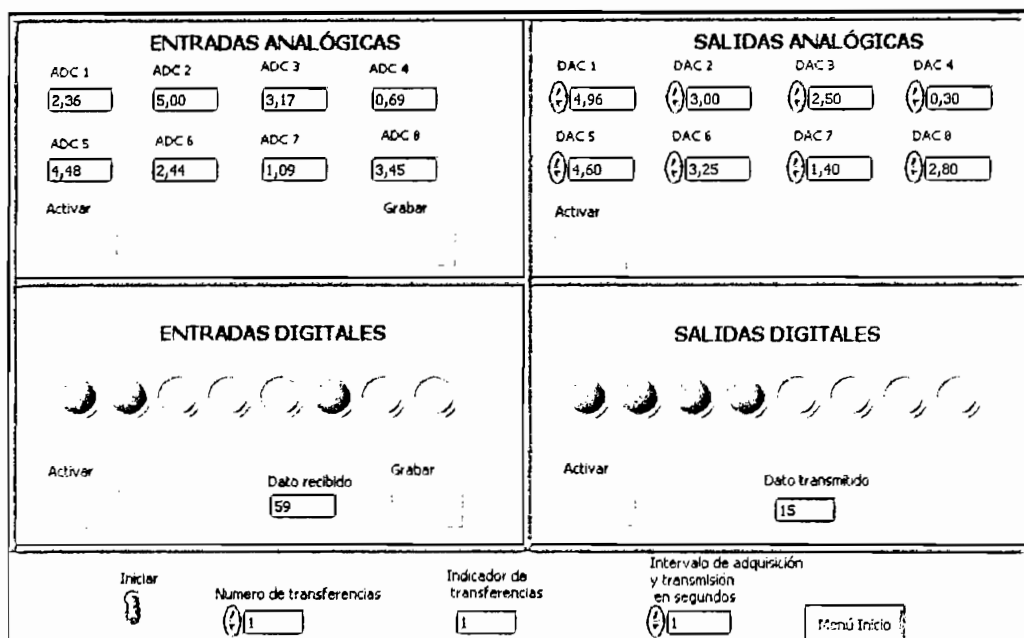 ENTRADAS ANALÓGICAS
ADC 1 ADC 2 ADC 3 ADC 4
2,36 5,00 3,17 0,69
ADC 5 ADC 6 ADC 7 ADC 8
4,48 2,44 1,09 3,45
Activar Grabar
SALIDAS ANALÓGICAS
DAC 1 DAC 2 DAC 3 DAC 4
4,96 3,00 2,50 0,30
DAC 5 DAC 6 DAC 7 DAC 8
4,60 3,25 1,40 2,80
Activar
ENTRADAS DIGITALES
Activar Grabar
Dato recibido
59
SALIDAS DIGITALES
Activar
Dato transmitido
15
Iniciar
Numero de transferencias
1
Indicador de
transferencias
1
Intervalo de adquisición
y transmisión
en segundos
1
Menú Inicio